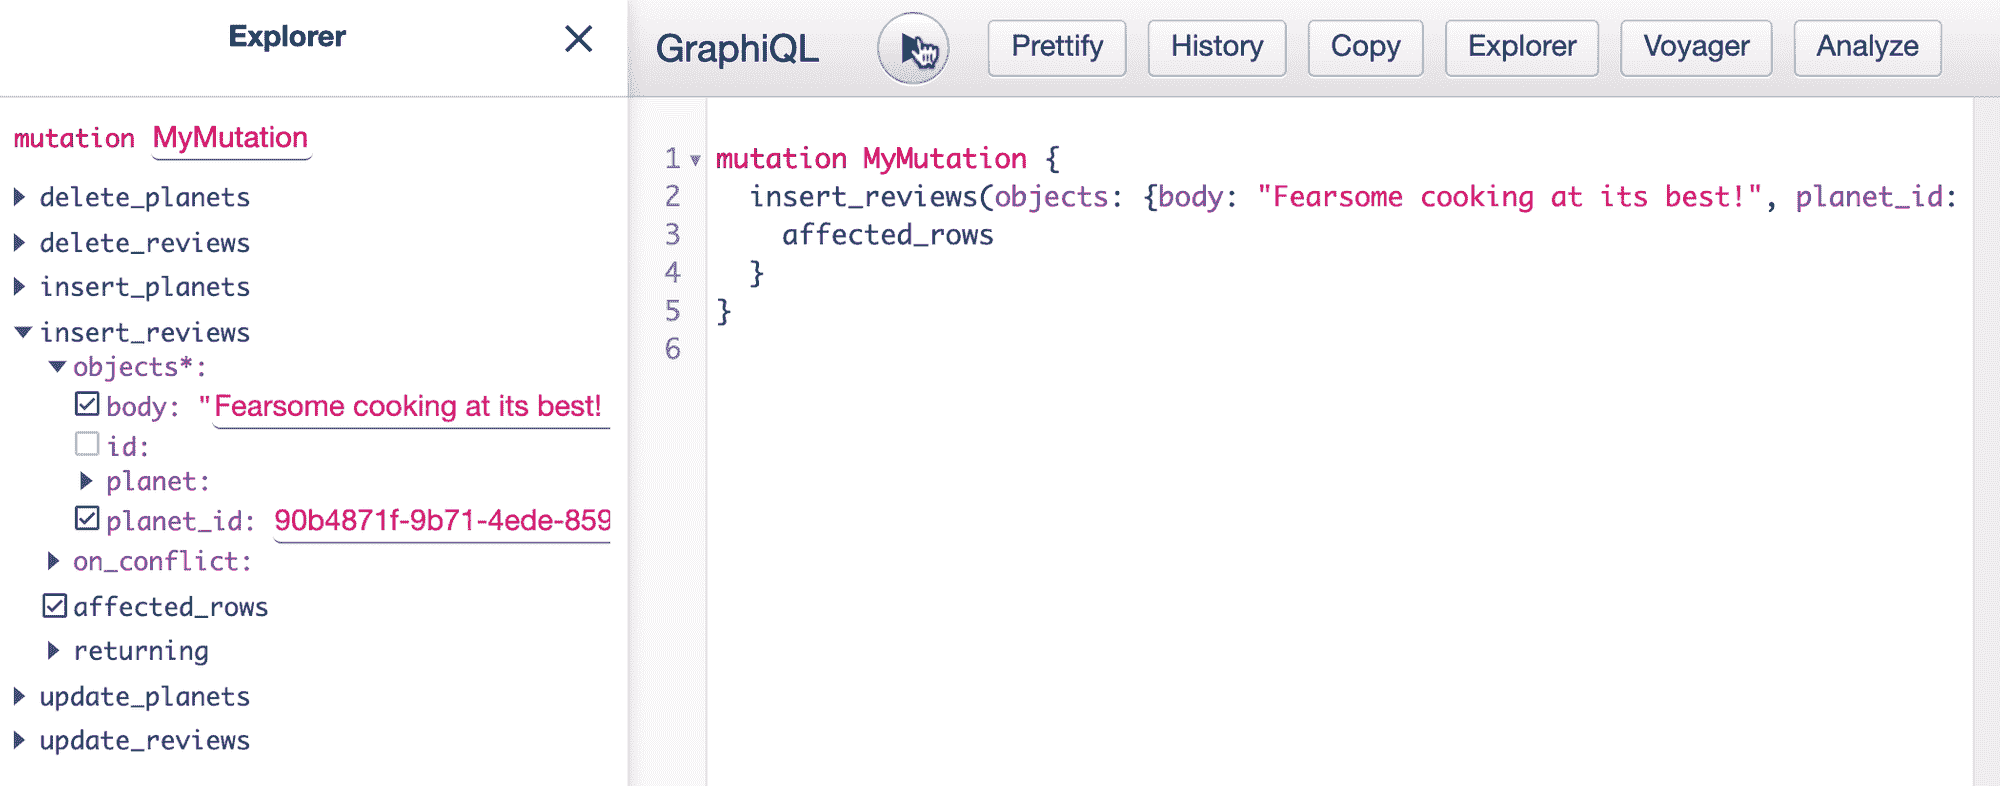 Explorer
mutation MyMutation
delete_planets
delete_reviews
insert_planets
insert_reviews
objects*:
body: "Fearsome cooking at its best!
id:
planet:
planet_id: 90b4871f-9b71-4ede-859
on_conflict:
affected_rows
returning
update_planets
update_reviews
GraphiQL Prettify History Copy Explorer Voyager Analyze
1 mutation MyMutation {
2 insert_reviews(objects: {body: "Fearsome cooking at its best!", planet_id:
3 affected_rows
4 }
5 }
6